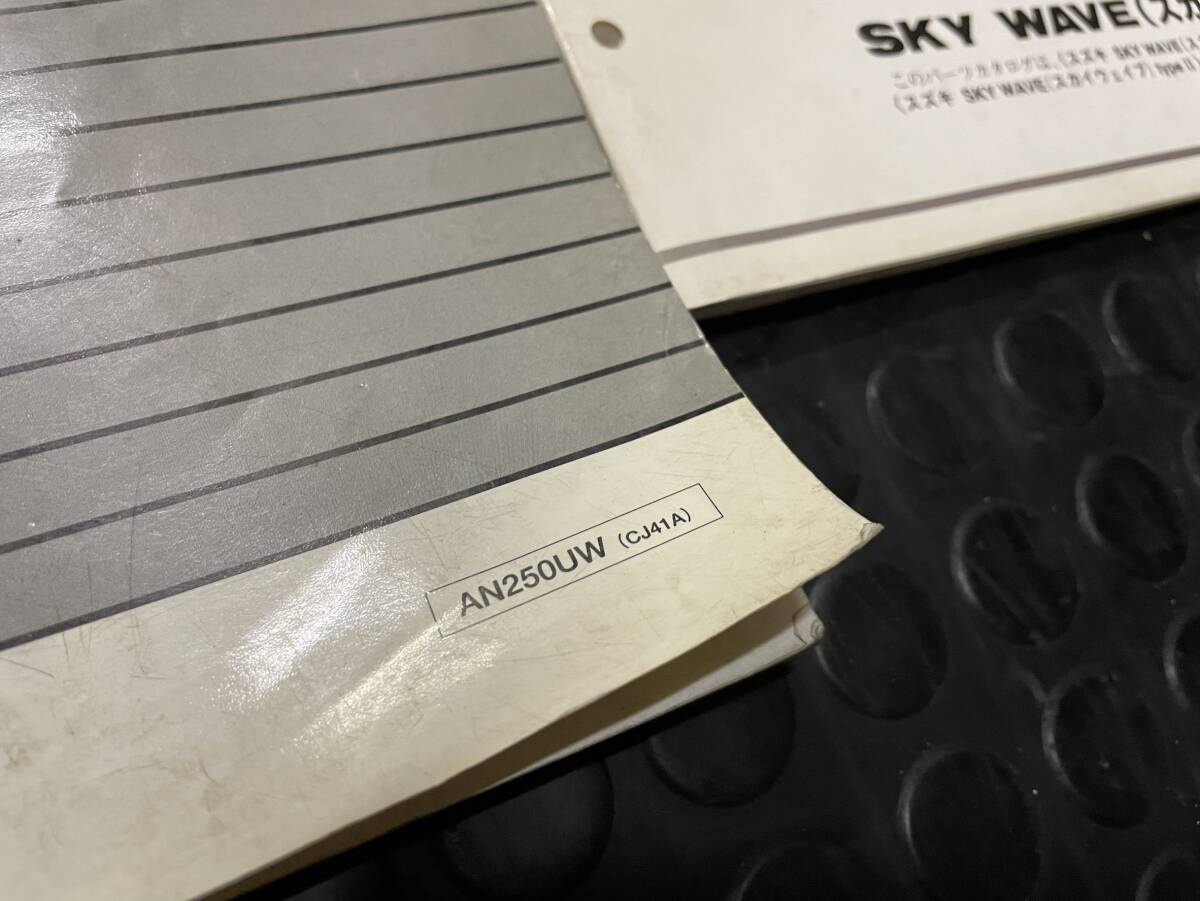 SKY WAVE(スカ
このパーツカタログは、(スズキ SKY WAVE(ス
(スズキ SKY WAVE(スカイウェイブ) type II)
AN250UW (CJ41A)